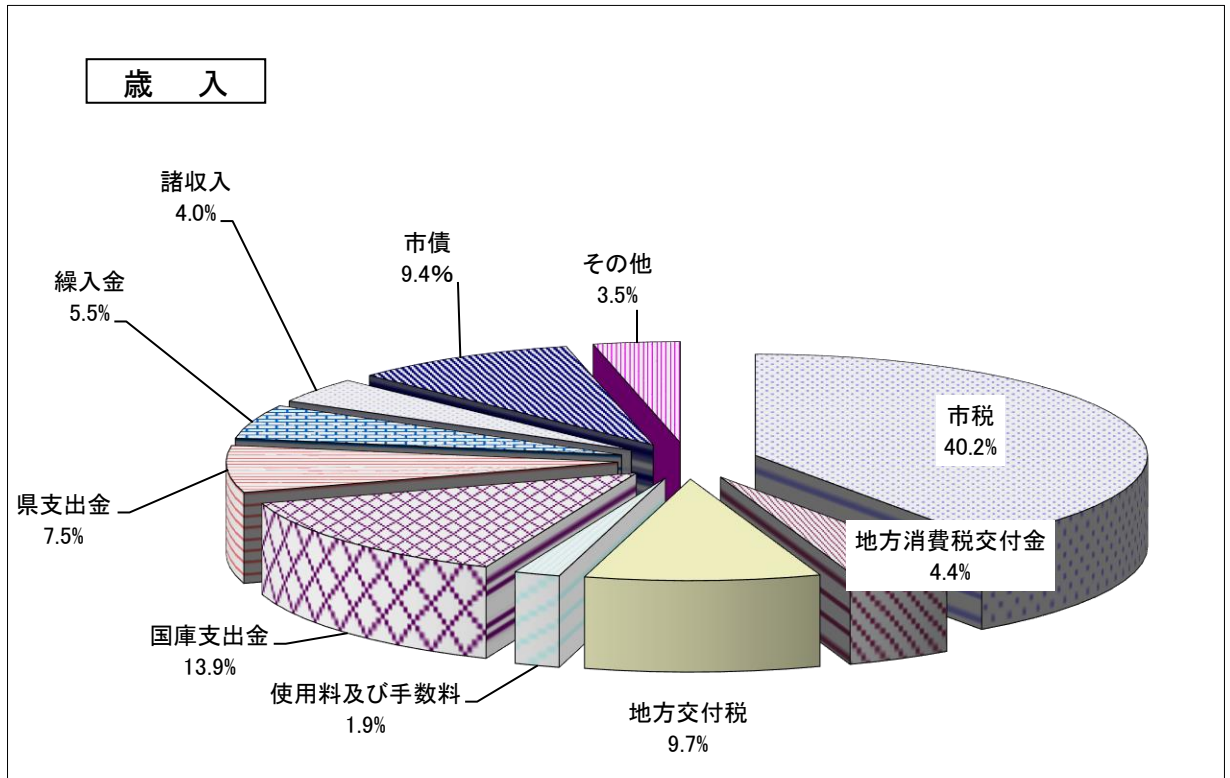 歳　入
諸収入
4.0%
市債
9.4%
その他
3.5%
繰入金
5.5%
市税
40.2%
県支出金
7.5%
地方消費税交付金
4.4%
国庫支出金
13.9%
使用料及び手数料
1.9%
地方交付税
9.7%